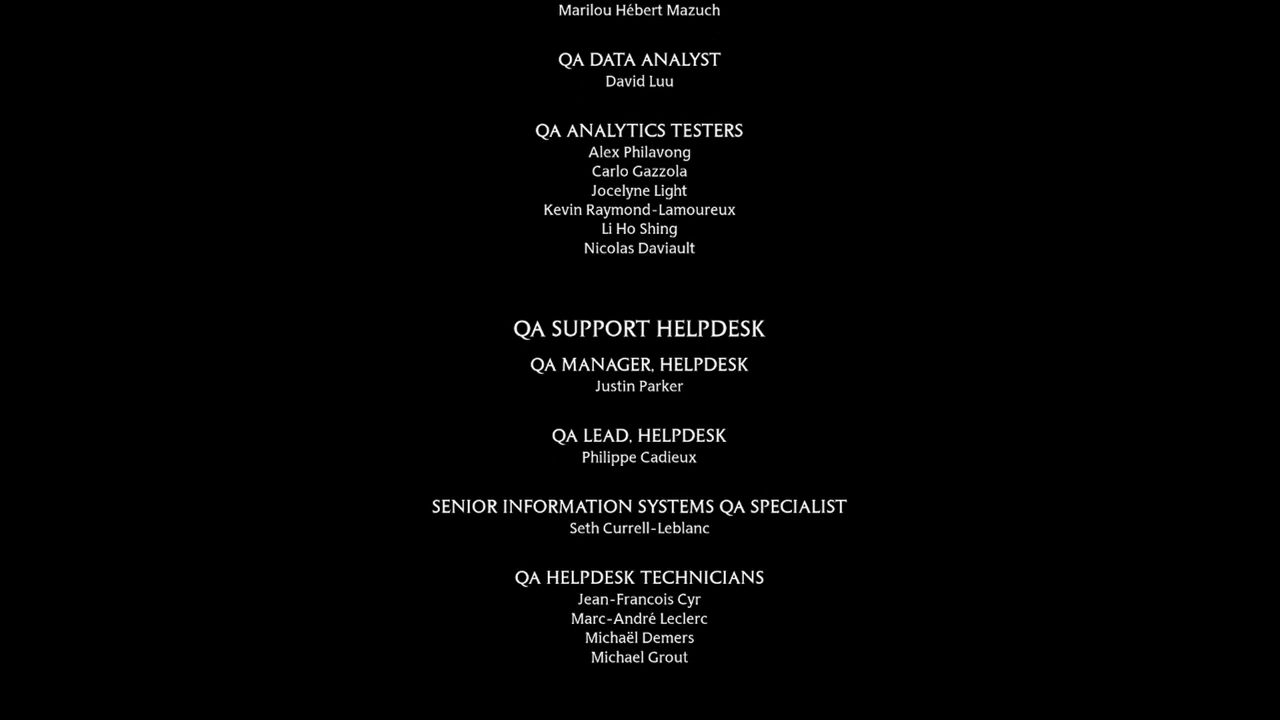 Marilou Hébert Mazuch
QA DATA ANALYST
David Luu
QA ANALYTICS TESTERS
Alex Philavong
Carlo Gazzola
Jocelyne Light
Kevin Raymond-Lamoureux
Li Ho Shing
Nicolas Daviault
QA SUPPORT HELPDESK
QA MANAGER, HELPDESK
Justin Parker
QA LEAD, HELPDESK
Philippe Cadieux
SENIOR INFORMATION SYSTEMS QA SPECIALIST
Seth Currell-Leblanc
QA HELPDESK TECHNICIANS
Jean-Francois Cyr
Marc-André Leclerc
Michaël Demers
Michael Grout